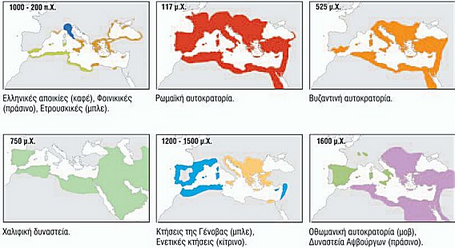 1000 - 200 π.Χ.
117 μ.Χ.
525 μ.Χ.
Ελληνικές αποικίες (καφέ), Φοινικικές
(πράσινο), Ετρουσκικές (μπλε).
Ρωμαϊκή αυτοκρατορία.
Βυζαντινή αυτοκρατορία.
750 μ.Χ.
1200 - 1500 μ.Χ.
1600 μ.Χ.
Χαλιφική δυναστεία.
Κτήσεις της Γένοβας (μπλε),
Ενετικές κτήσεις (κίτρινο).
Οθωμανική αυτοκρατορία (μοβ),
Δυναστεία Αψβούργων (πράσινο).